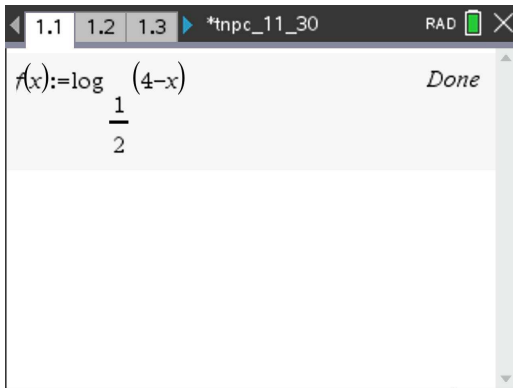 1.1 1.2 1.3 *tnpc_11_30 RAD
f(x):=log 1/2 (4-x) Done